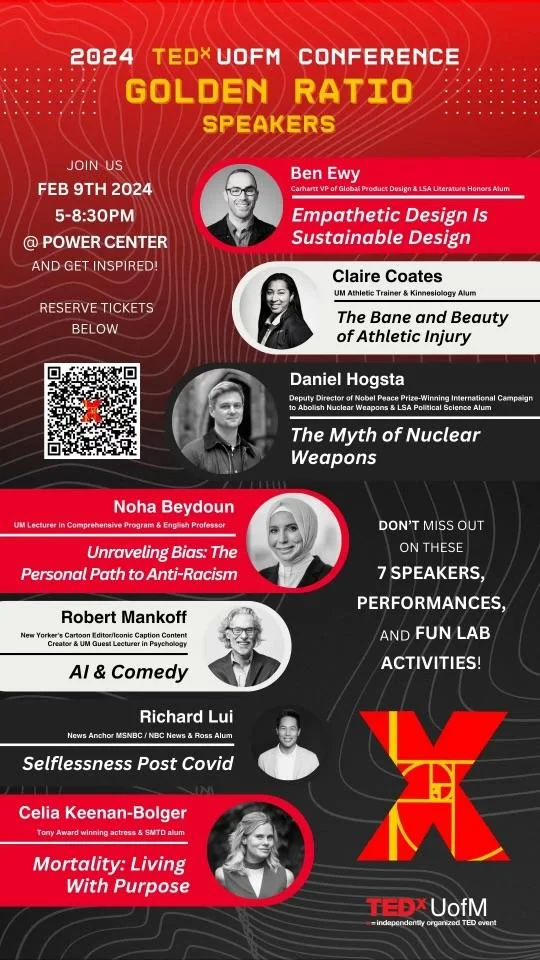 2024 TEDx UOFM CONFERENCE
GOLDEN RATIO
SPEAKERS
JOIN US
FEB 9TH 2024
5-8:30PM
@ POWER CENTER
AND GET INSPIRED!
RESERVE TICKETS
BELOW
Ben Ewy
Carhartt VP of Global Product Design & LSA Literature Honors Alum
Empathetic Design Is
Sustainable Design
Claire Coates
UM Athletic Trainer & Kinnesiology Alum
The Bane and Beauty
of Athletic Injury
Daniel Hogsta
Deputy Director of Nobel Peace Prize-Winning International Campaign
to Abolish Nuclear Weapons & LSA Political Science Alum
The Myth of Nuclear
Weapons
Noha Beydoun
UM Lecturer in Comprehensive Program & English Professor
Unraveling Bias: The
Personal Path to Anti-Racism
DON'T MISS OUT
ON THESE
7 SPEAKERS,
PERFORMANCES,
AND FUN LAB
ACTIVITIES!
Robert Mankoff
New Yorker's Cartoon Editor/Iconic Caption Content
Creator & UM Guest Lecturer in Psychology
AI & Comedy
Richard Lui
News Anchor MSNBC / NBC News & Ross Alum
Selflessness Post Covid
Celia Keenan-Bolger
Tony Award winning actress & SMTD alum
Mortality: Living
With Purpose
X
TEDx UofM
x = independently organized TED event